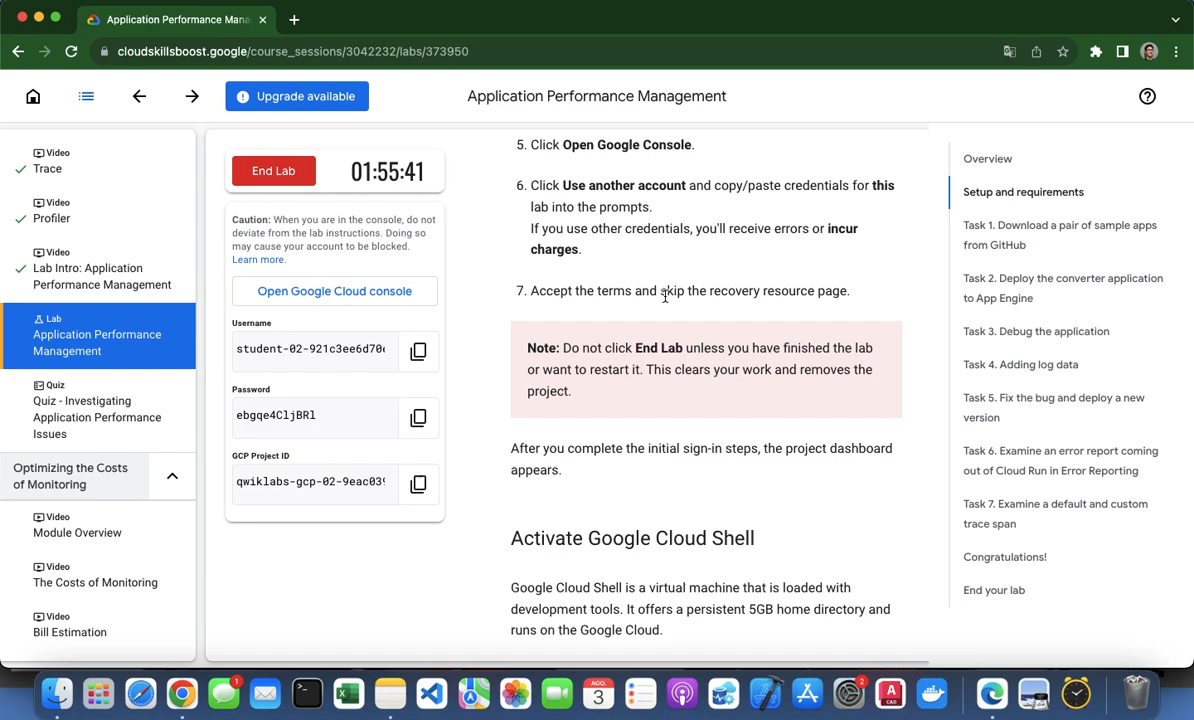 Application Performance Mana
cloudskillsboost.google/course_sessions/3042232/labs/373950
Upgrade available
Application Performance Management
Video
Trace
Video
Profiler
Video
Lab Intro: Application
Performance Management
Lab
Application Performance
Management
Quiz
Quiz - Investigating
Application Performance
Issues
Optimizing the Costs
of Monitoring
Video
Module Overview
Video
The Costs of Monitoring
Video
Bill Estimation
End Lab
01:55:41
Caution: When you are in the console, do not
deviate from the lab instructions. Doing so
may cause your account to be blocked.
Learn more.
Open Google Cloud console
Username
student-02-921c3ee6d70e
Password
ebgqe4CljBRl
GCP Project ID
qwiklabs-gcp-02-9eac039
5. Click Open Google Console.
6. Click Use another account and copy/paste credentials for this
lab into the prompts.
If you use other credentials, you'll receive errors or incur
charges.
7. Accept the terms and skip the recovery resource page.
Note: Do not click End Lab unless you have finished the lab
or want to restart it. This clears your work and removes the
project.
After you complete the initial sign-in steps, the project dashboard
appears.
Activate Google Cloud Shell
Google Cloud Shell is a virtual machine that is loaded with
development tools. It offers a persistent 5GB home directory and
runs on the Google Cloud.
Overview
Setup and requirements
Task 1. Download a pair of sample apps
from GitHub
Task 2. Deploy the converter application
to App Engine
Task 3. Debug the application
Task 4. Adding log data
Task 5. Fix the bug and deploy a new
version
Task 6. Examine an error report coming
out of Cloud Run in Error Reporting
Task 7. Examine a default and custom
trace span
Congratulations!
End your lab
1
AGO.
3
2